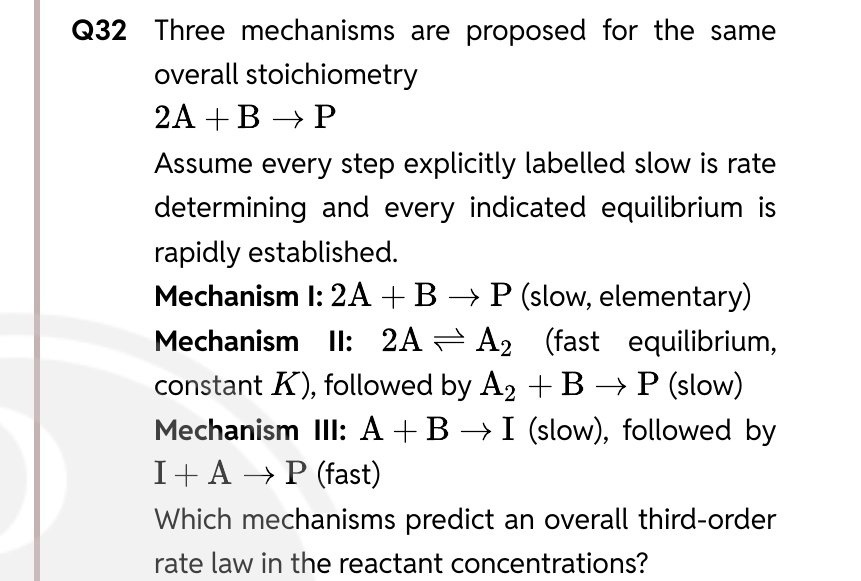 Q32 Three mechanisms are proposed for the same
overall stoichiometry
2A + B → P
Assume every step explicitly labelled slow is rate
determining and every indicated equilibrium is
rapidly established.
Mechanism I: 2A + B → P (slow, elementary)
Mechanism II: 2A ⇌ A₂ (fast equilibrium,
constant K), followed by A₂ + B → P (slow)
Mechanism III: A + B → I (slow), followed by
I + A → P (fast)
Which mechanisms predict an overall third-order
rate law in the reactant concentrations?